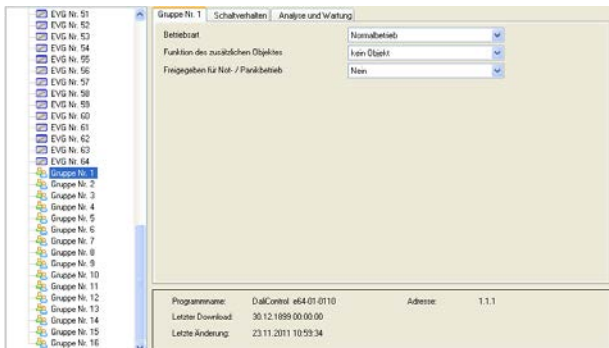 EVG Nr. 51
EVG Nr. 52
EVG Nr. 53
EVG Nr. 54
EVG Nr. 55
EVG Nr. 56
EVG Nr. 57
EVG Nr. 58
EVG Nr. 59
EVG Nr. 60
EVG Nr. 61
EVG Nr. 62
EVG Nr. 63
EVG Nr. 64
Gruppe Nr. 1
Gruppe Nr. 2
Gruppe Nr. 3
Gruppe Nr. 4
Gruppe Nr. 5
Gruppe Nr. 6
Gruppe Nr. 7
Gruppe Nr. 8
Gruppe Nr. 9
Gruppe Nr. 10
Gruppe Nr. 11
Gruppe Nr. 12
Gruppe Nr. 13
Gruppe Nr. 14
Gruppe Nr. 15
Gruppe Nr. 16
Gruppe Nr. 1 Schaltverhalten Analyse und Wartung
Betriebsart Normalbetrieb
Funktion des zusätzlichen Objektes kein Objekt
Freigegeben für Not- / Panikbetrieb Nein
Programmname: DaliControl e64-01-0110 Adresse: 1.1.1
Letzter Download: 30.12.1899 00:00:00
Letzte Änderung: 23.11.2011 10:59:34